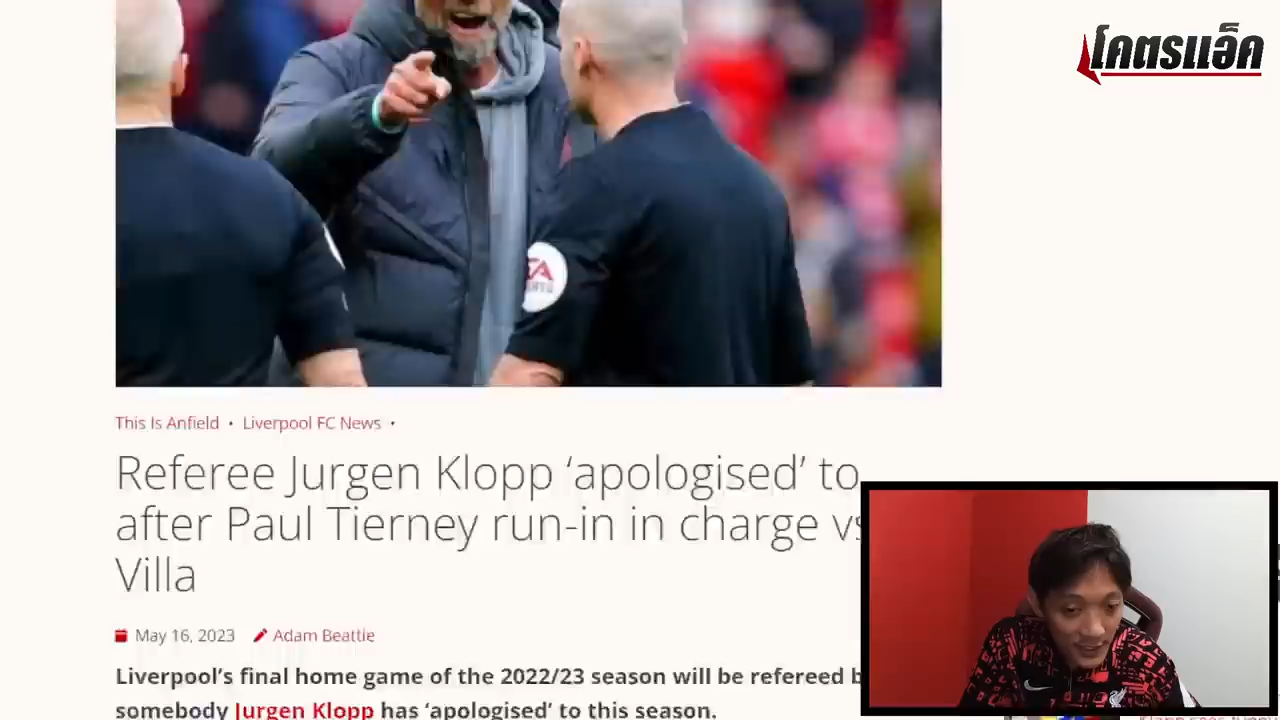 โคตรแอ็ค
This Is Anfield • Liverpool FC News •
Referee Jurgen Klopp ‘apologised’ to
after Paul Tierney run-in in charge vs
Villa
May 16, 2023 Adam Beattie
Liverpool’s final home game of the 2022/23 season will be refereed
somebody Jurgen Klopp has ‘apologised’ to this season.